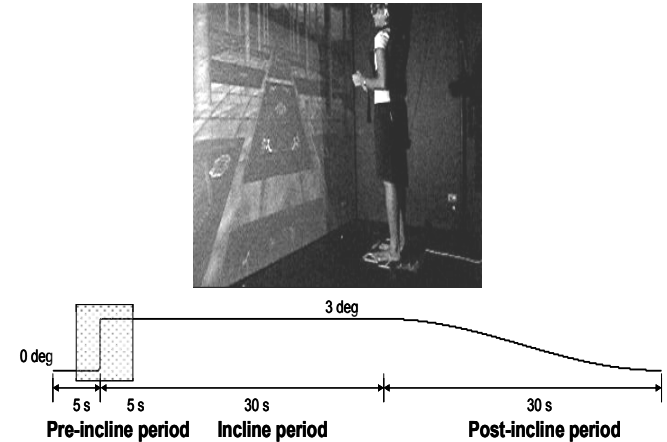 3 deg
0 deg
5 s 5 s 30 s 30 s
Pre-incline period Incline period Post-incline period